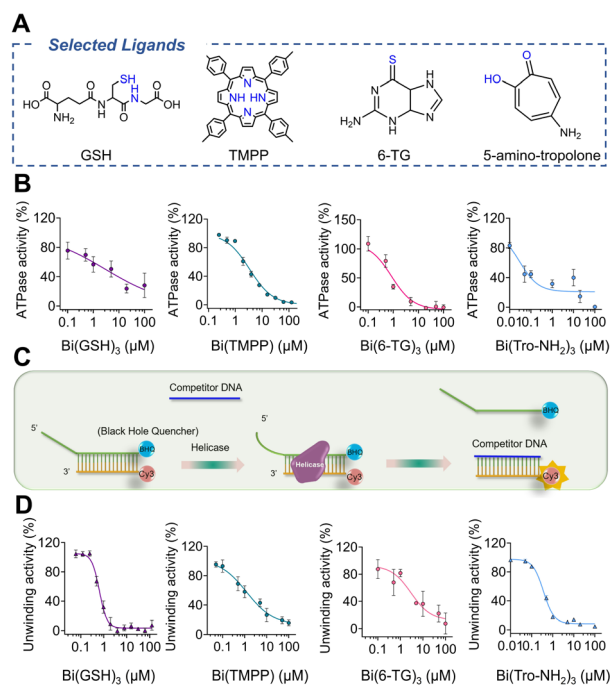 A
Selected Ligands
SH
O
O
H
N
HO
N
H
OH
NH₂
O
O
GSH
N
NH HN
N
TMPP
S
N
N
H₂N
N
H
N
H
6-TG
O
HO
NH₂
5-amino-tropolone
B
ATPase activity (%)
120
80
40
0
0.1 1 10 100
Bi(GSH)₃ (μM)
ATPase activity (%)
120
80
40
0
0.1 1 10 100
Bi(TMPP) (μM)
ATPase activity (%)
150
100
50
0
0.1 1 10 100
Bi(6-TG)₃ (μM)
ATPase activity (%)
120
80
40
0
0.01 0.1 1 10 100
Bi(Tro-NH₂)₃ (μM)
C
Competitor DNA
5′
(Black Hole Quencher)
BHQ
3′
Cy3
Helicase
5′
BHQ
Helicase
3′
Cy3
BHQ
Competitor DNA
Cy3
D
Unwinding activity (%)
120
80
40
0
0.1 1 10 100
Bi(GSH)₃ (μM)
Unwinding activity (%)
120
80
40
0
0.1 1 10 100
Bi(TMPP) (μM)
Unwinding activity (%)
120
80
40
0
0.1 1 10 100
Bi(6-TG)₃ (μM)
Unwinding activity (%)
120
80
40
0
0.01 0.1 1 10 100
Bi(Tro-NH₂)₃ (μM)